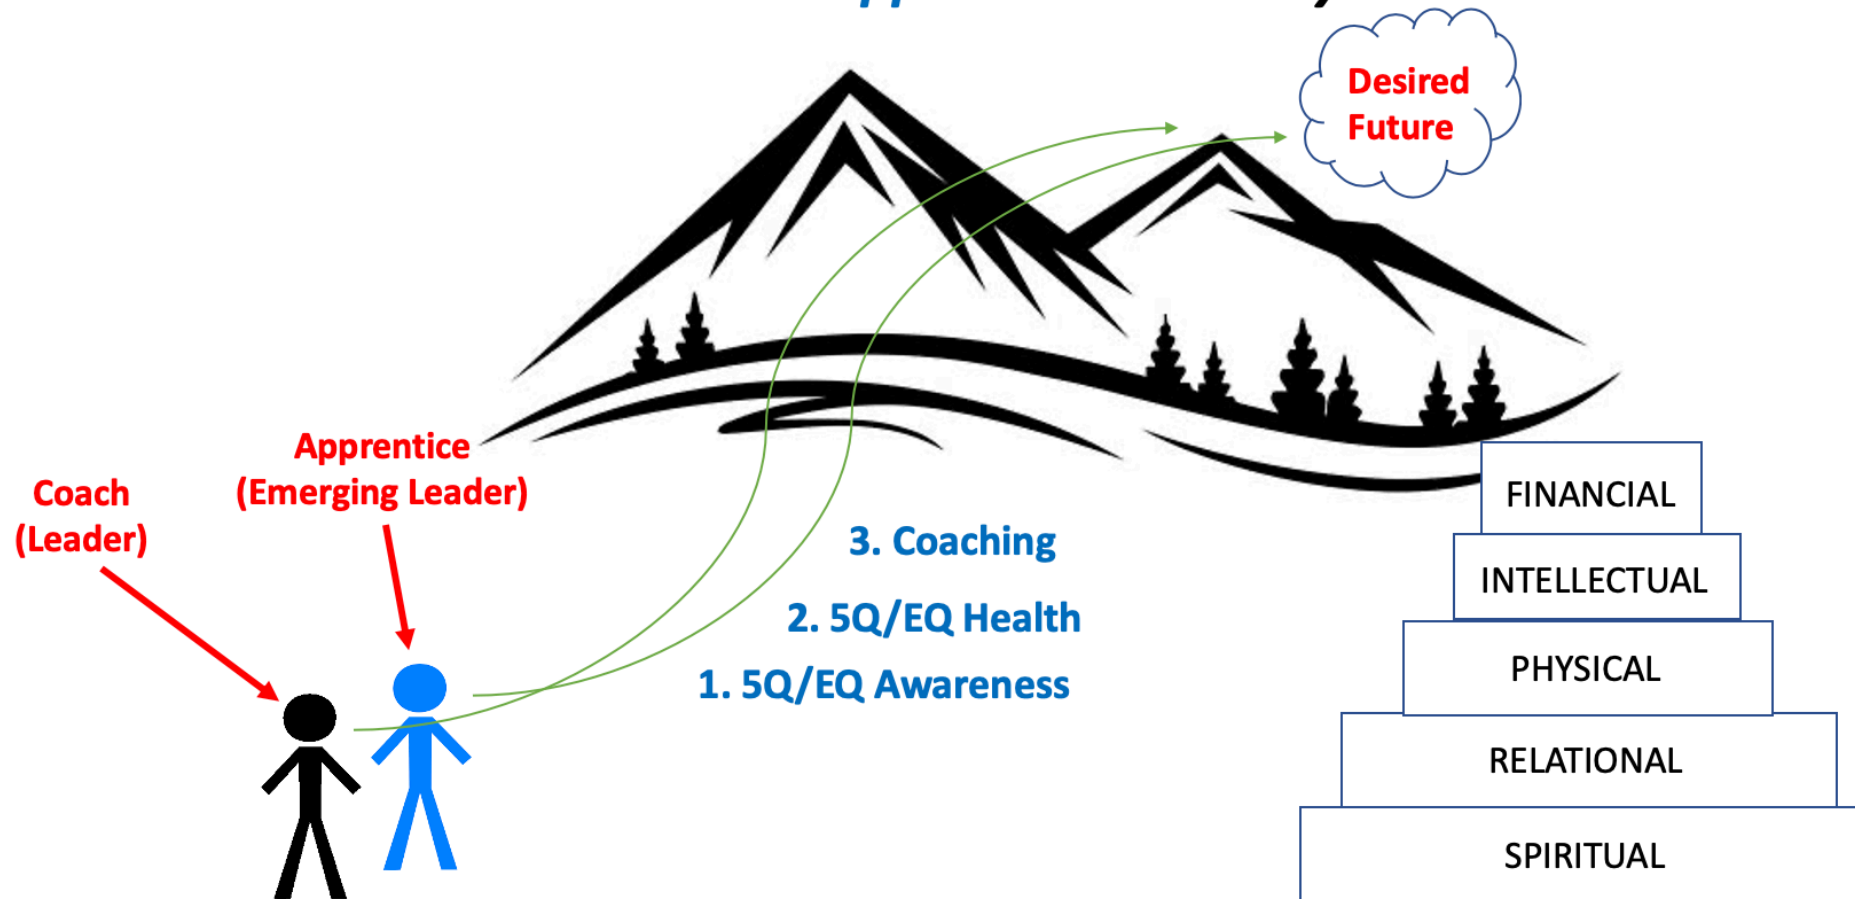 Desired
Future
Apprentice
(Emerging Leader)
Coach
(Leader)
3. Coaching
2. 5Q/EQ Health
1. 5Q/EQ Awareness
FINANCIAL
INTELLECTUAL
PHYSICAL
RELATIONAL
SPIRITUAL